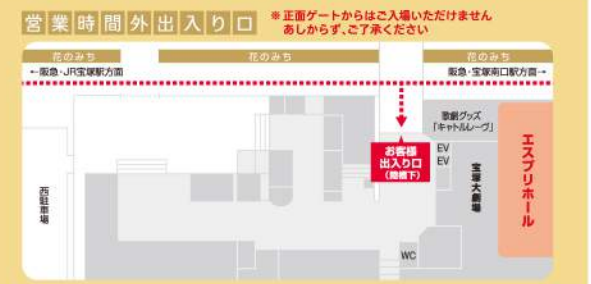 営業時間外出入り口
※正面ゲートからはご入場いただけません
あしからず、ご了承ください
花のみち 花のみち 花のみち
←阪急・JR宝塚駅方面 阪急・宝塚南口駅方面→
歌劇グッズ
「キャトルレーヴ」
お客様
出入り口
(陸橋下)
EV
EV
宝塚大劇場
エスプリホール
西駐車場
WC